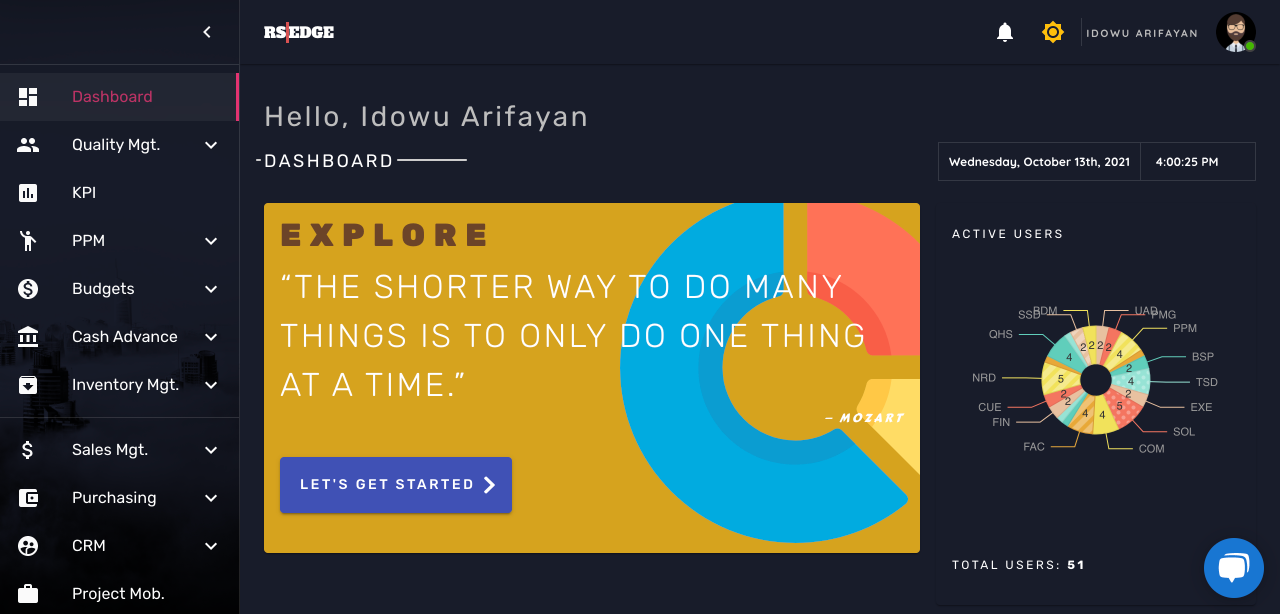 RS|EDGE
IDOWU ARIFAYAN
Dashboard
Quality Mgt.
KPI
PPM
Budgets
Cash Advance
Inventory Mgt.
Sales Mgt.
Purchasing
CRM
Project Mob.
Hello, Idowu Arifayan
DASHBOARD
Wednesday, October 13th, 2021
4:00:25 PM
EXPLORE
“THE SHORTER WAY TO DO MANY
THINGS IS TO ONLY DO ONE THING
AT A TIME.”
– MOZART
LET'S GET STARTED
ACTIVE USERS
BDM
UAD
SSD
PMG
QHS
PPM
BSP
NRD
TSD
CUE
EXE
FIN
SOL
FAC
COM
2 2 2 2
4 4
2
5 4
2 2
2 5
4 4
TOTAL USERS: 51